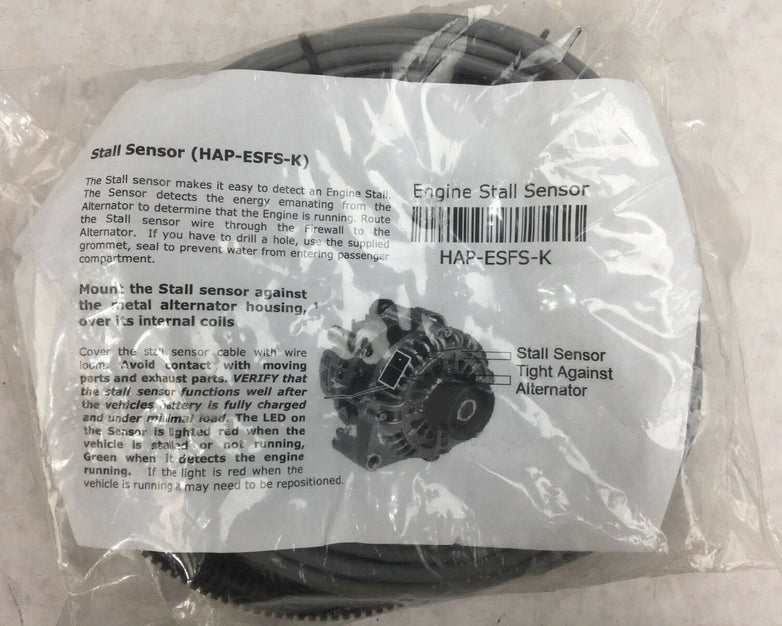 Stall Sensor (HAP-ESFS-K)
The Stall sensor makes it easy to detect an Engine Stall.
The Sensor detects the energy emanating from the
Alternator to determine that the Engine is running. Route
the Stall sensor wire through the Firewall to the
Alternator. If you have to drill a hole, use the supplied
grommet, seal to prevent water from entering passenger
compartment.
Mount the Stall sensor against
the metal alternator housing,
over its internal coils
Cover the stall sensor cable with wire
loom. Avoid contact with moving
parts and exhaust parts. VERIFY that
the stall sensor functions well after
the vehicles battery is fully charged
and under minimal load. The LED on
the Sensor is lighted red when the
vehicle is stalled or not running,
Green when it detects the engine
running. If the light is red when the
vehicle is running it may need to be repositioned.
Engine Stall Sensor
HAP-ESFS-K
Stall Sensor
Tight Against
Alternator